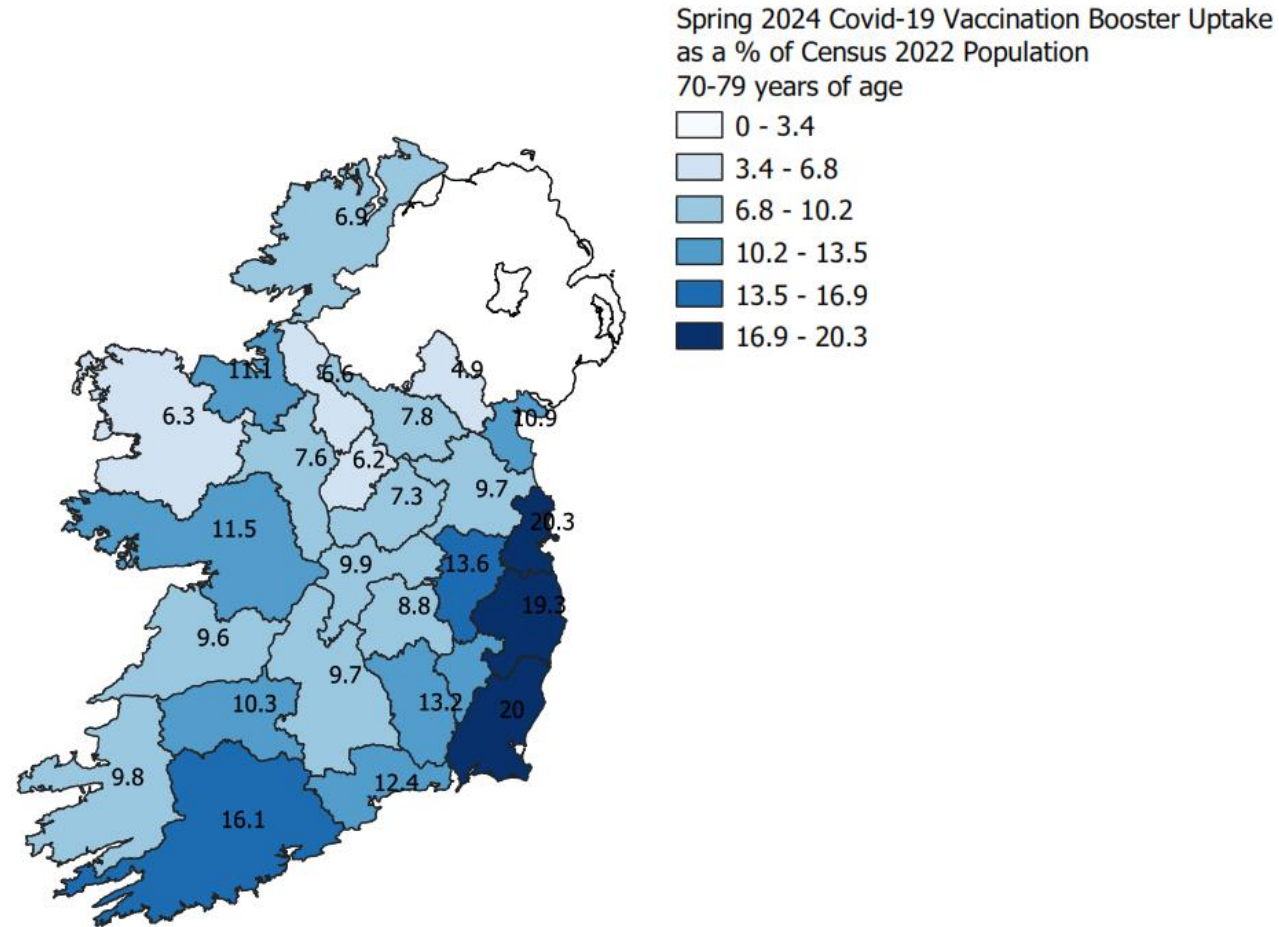 Spring 2024 Covid-19 Vaccination Booster Uptake
as a % of Census 2022 Population
70-79 years of age
0 - 3.4
3.4 - 6.8
6.8 - 10.2
10.2 - 13.5
13.5 - 16.9
16.9 - 20.3
6.9
11.1
6.6
4.9
6.3
7.8
10.9
7.6
6.2
7.3
9.7
11.5
20.3
9.9
13.6
8.8
19.3
9.6
9.7
10.3
13.2
20
9.8
12.4
16.1